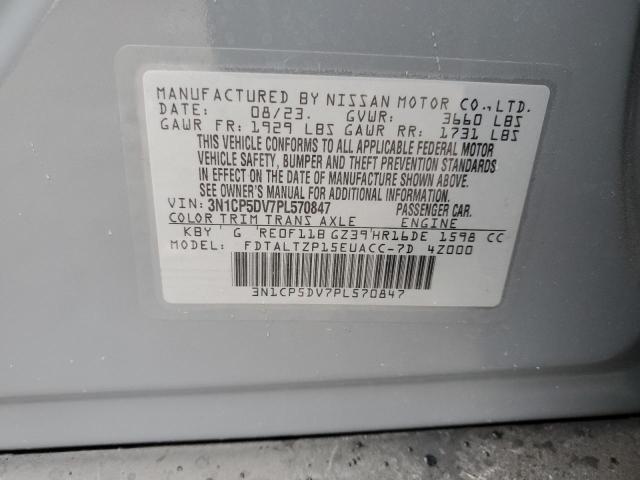 MANUFACTURED BY NISSAN MOTOR CO., LTD.
DATE: 08/23. GVWR: 3660 LBS
GAWR FR: 1929 LBS GAWR RR: 1731 LBS
THIS VEHICLE CONFORMS TO ALL APPLICABLE FEDERAL MOTOR
VEHICLE SAFETY, BUMPER AND THEFT PREVENTION STANDARDS
IN EFFECT ON THE DATE OF MANUFACTURE SHOWN ABOVE.
SEE OWNER'S MANUAL FOR ADDITIONAL INFORMATION.
VIN: 3N1CP5DV7PL570847 PASSENGER CAR.
COLOR TRIM TRANS AXLE ENGINE
KBY G RE0F11B GZ39 HR16DE 1598 CC
MODEL: FDTALTZP15EUACC-7D 4Z000
3N1CP5DV7PL570847